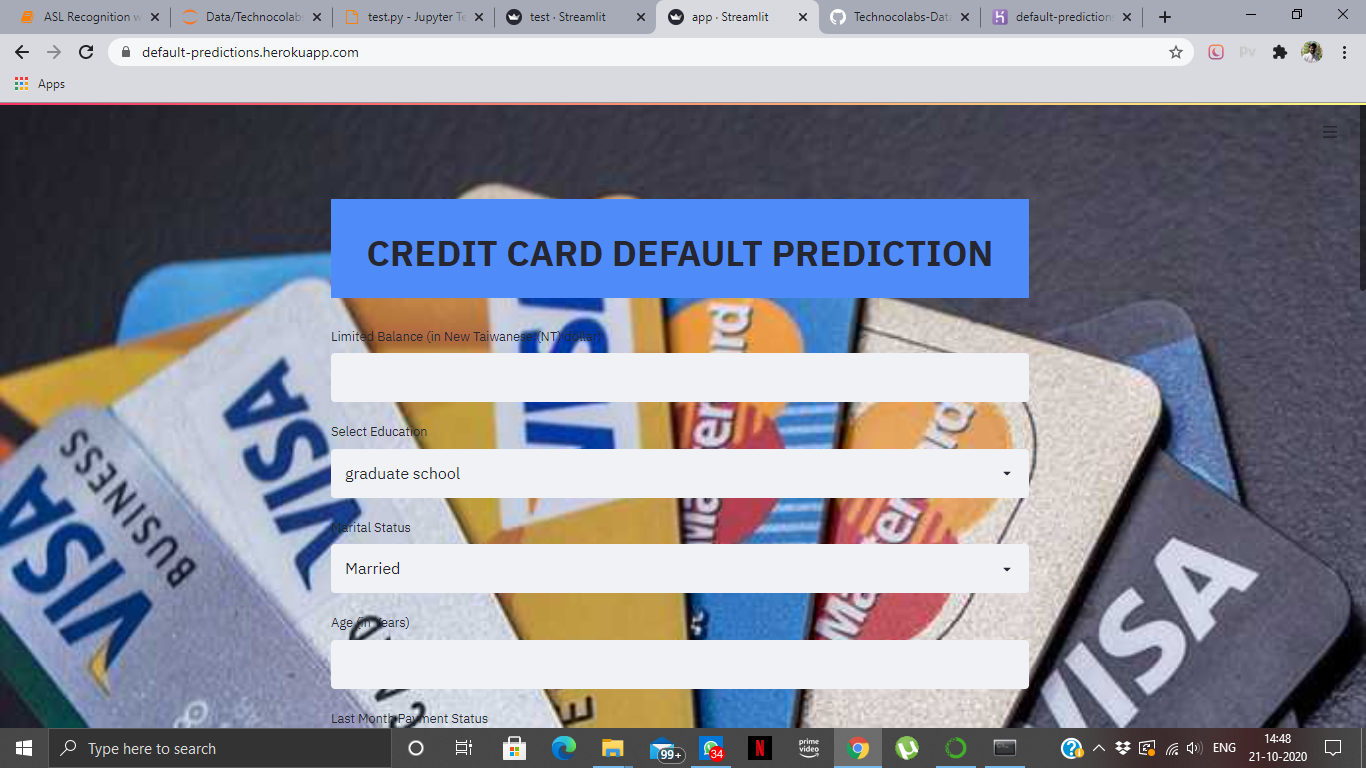 ASL Recognition w
Data/Technocolab
test.py - Jupyter Te
test · Streamlit
app · Streamlit
Technocolabs-Dat
default-predictions
default-predictions.herokuapp.com
Pv
Apps
CREDIT CARD DEFAULT PREDICTION
Limited Balance (in New Taiwanese (NT) dollar)
Select Education
graduate school
Marital Status
Married
Age (in Years)
Last Month Payment Status
VISA
BUSINESS
VISA
VISA
MasterCard
MasterCard
VISA
Type here to search
99+
34
N
prime video
ENG
14:48
21-10-2020